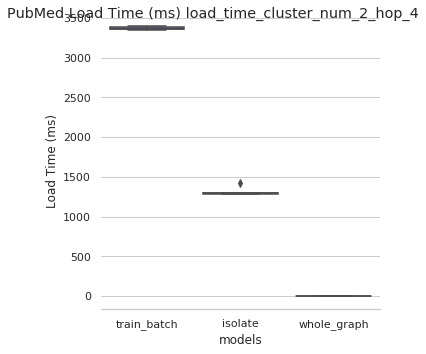 PubMed Load Time (ms) load_time_cluster_num_2_hop_4
3500
3000
2500
2000
1500
1000
500
0
Load Time (ms)
train_batch isolate whole_graph
models